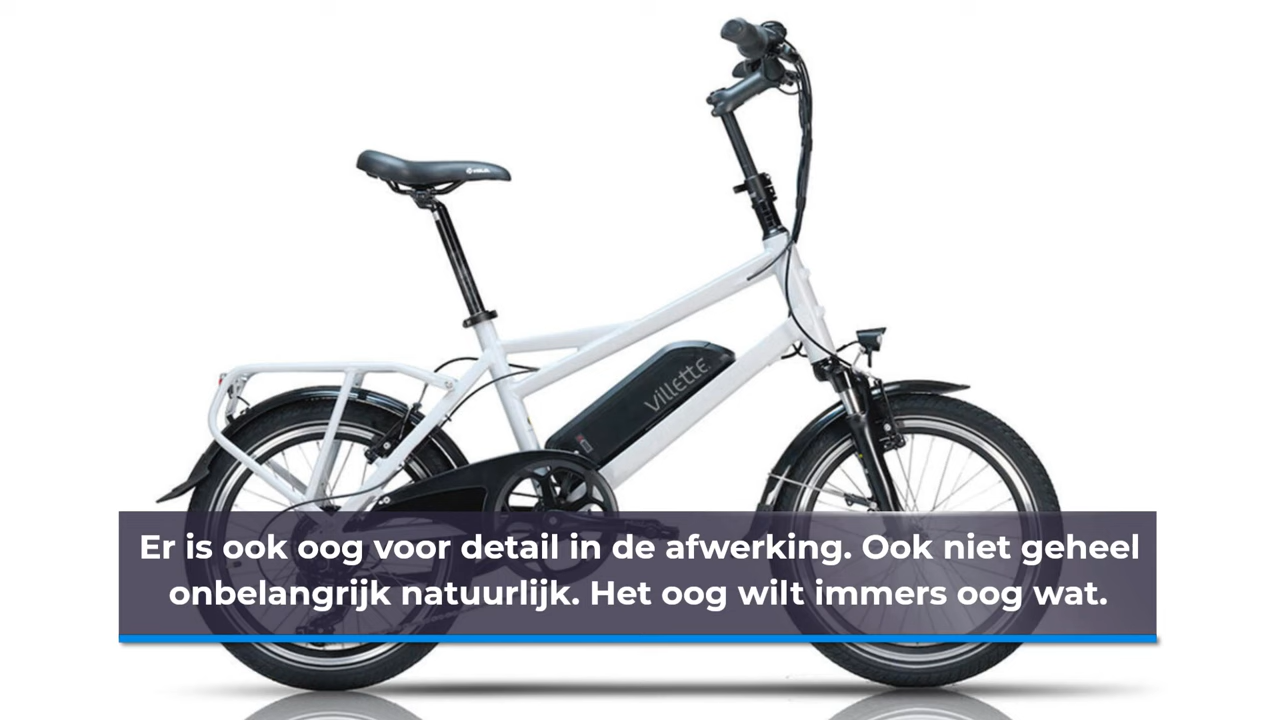 villette
Er is ook oog voor detail in de afwerking. Ook niet geheel
onbelangrijk natuurlijk. Het oog wilt immers oog wat.